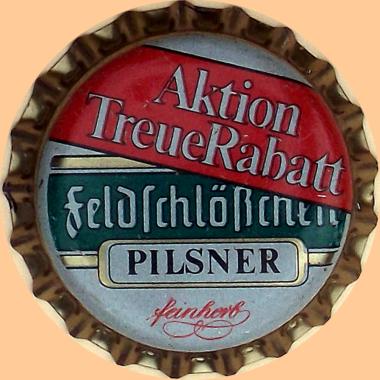 Aktion
TreueRabatt
Feldschlößchen
PILSNER
feinherb